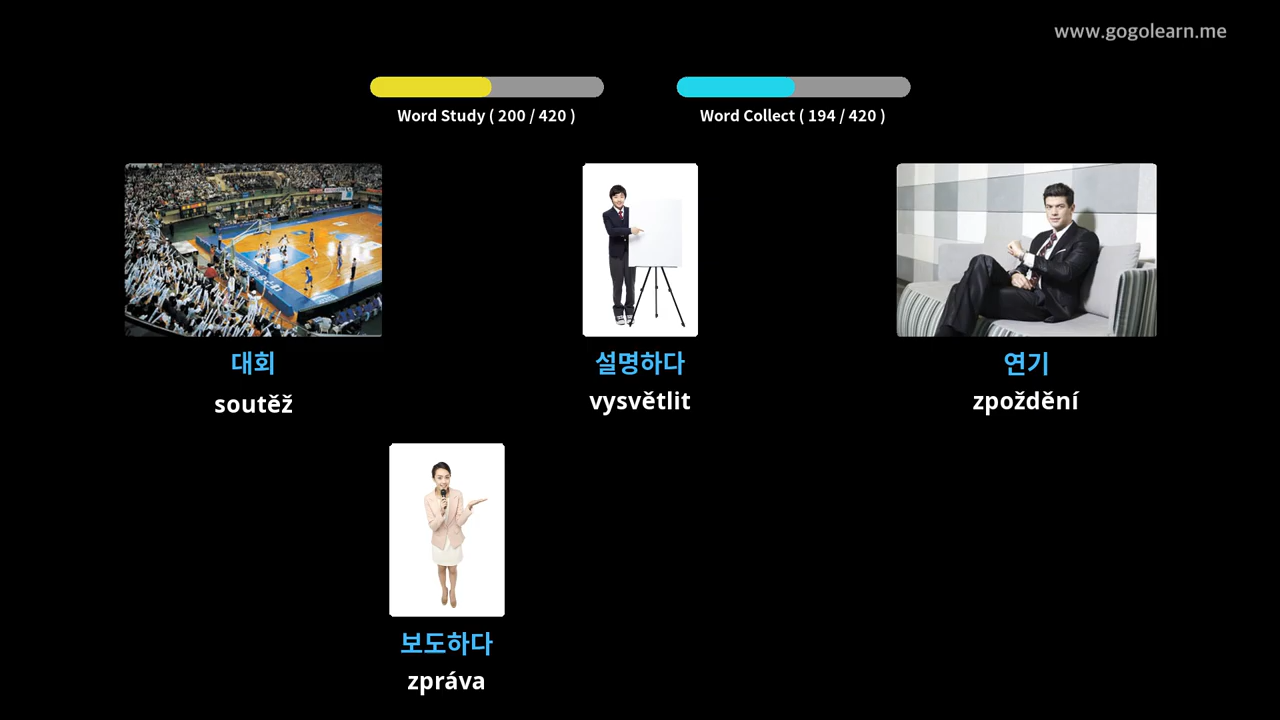 www.gogolearn.me
Word Study ( 200 / 420 )
Word Collect ( 194 / 420 )
대회
soutěž
설명하다
vysvětlit
연기
zpoždění
보도하다
zpráva